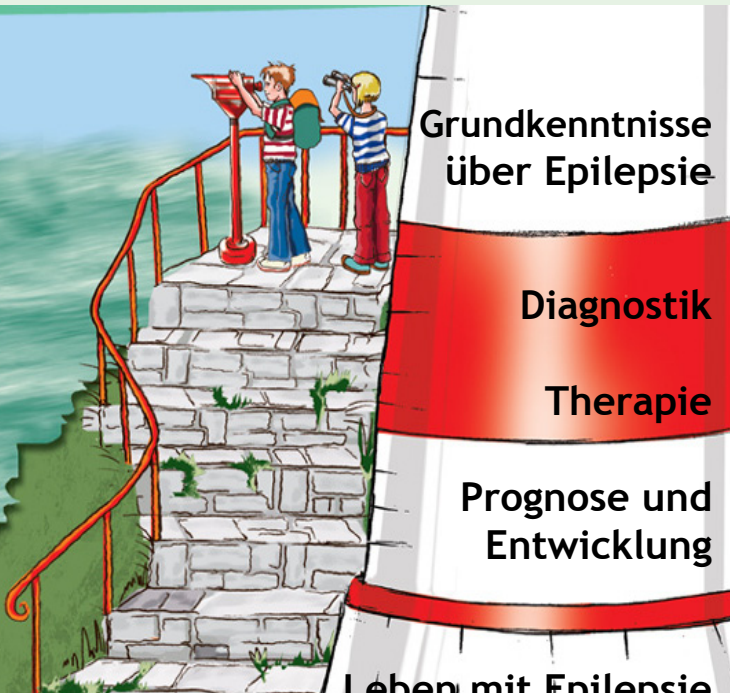 Grundkenntnisse
über Epilepsie
Diagnostik
Therapie
Prognose und
Entwicklung
Leben mit Epilepsie